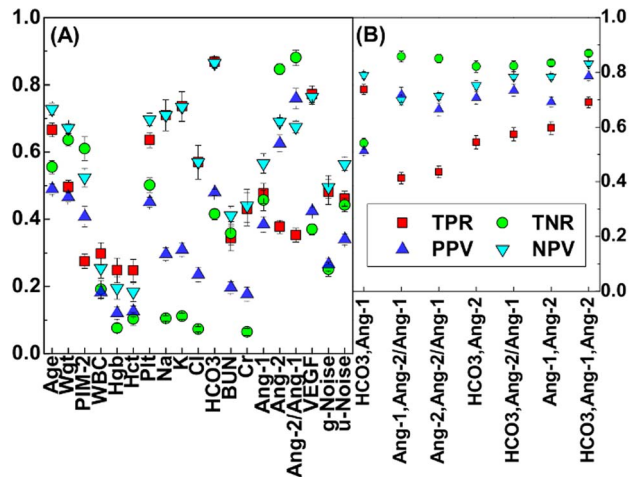 1.0
0.8
0.6
0.4
0.2
0.0
(A)
Age
Wgt
PIM-2
WBC
Hgb
Hct
Plt
Na
K
Cl
HCO3
BUN
Cr
Ang-1
Ang-2
Ang-2/Ang-1
VEGF
g-Noise
u-Noise
(B)
1.0
0.8
0.6
0.4
0.2
0.0
TPR TNR
PPV NPV
HCO3,Ang-1
Ang-1,Ang-2/Ang-1
Ang-2,Ang-2/Ang-1
HCO3,Ang-2
HCO3,Ang-2/Ang-1
Ang-1,Ang-2
HCO3,Ang-1,Ang-2